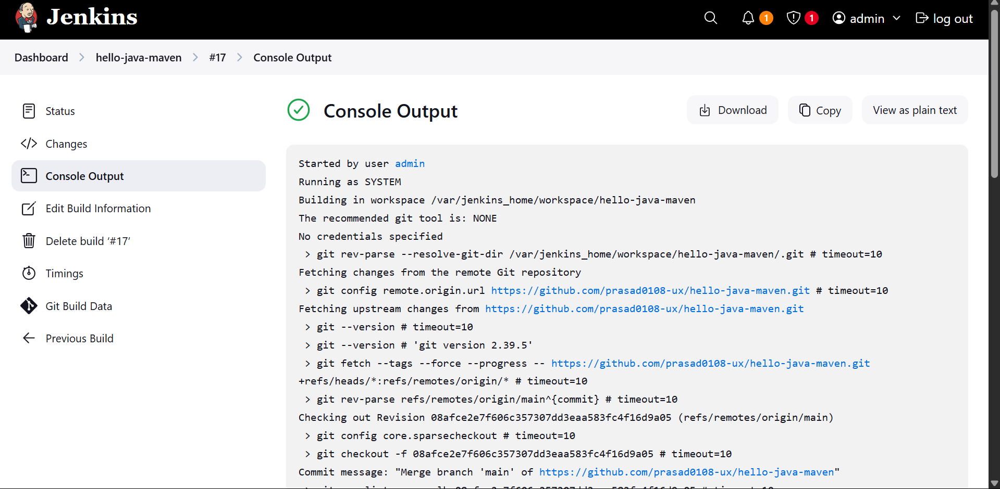 Jenkins
1
1
admin
log out
Dashboard
hello-java-maven
#17
Console Output
Status
Changes
Console Output
Edit Build Information
Delete build ‘#17’
Timings
Git Build Data
Previous Build
Console Output
Download
Copy
View as plain text
Started by user admin
Running as SYSTEM
Building in workspace /var/jenkins_home/workspace/hello-java-maven
The recommended git tool is: NONE
No credentials specified
> git rev-parse --resolve-git-dir /var/jenkins_home/workspace/hello-java-maven/.git # timeout=10
Fetching changes from the remote Git repository
> git config remote.origin.url https://github.com/prasad0108-ux/hello-java-maven.git # timeout=10
Fetching upstream changes from https://github.com/prasad0108-ux/hello-java-maven.git
> git --version # timeout=10
> git --version # 'git version 2.39.5'
> git fetch --tags --force --progress -- https://github.com/prasad0108-ux/hello-java-maven.git
+refs/heads/*:refs/remotes/origin/* # timeout=10
> git rev-parse refs/remotes/origin/main^{commit} # timeout=10
Checking out Revision 08afce2e7f606c357307dd3eaa583fc4f16d9a05 (refs/remotes/origin/main)
> git config core.sparsecheckout # timeout=10
> git checkout -f 08afce2e7f606c357307dd3eaa583fc4f16d9a05 # timeout=10
Commit message: "Merge branch 'main' of https://github.com/prasad0108-ux/hello-java-maven"